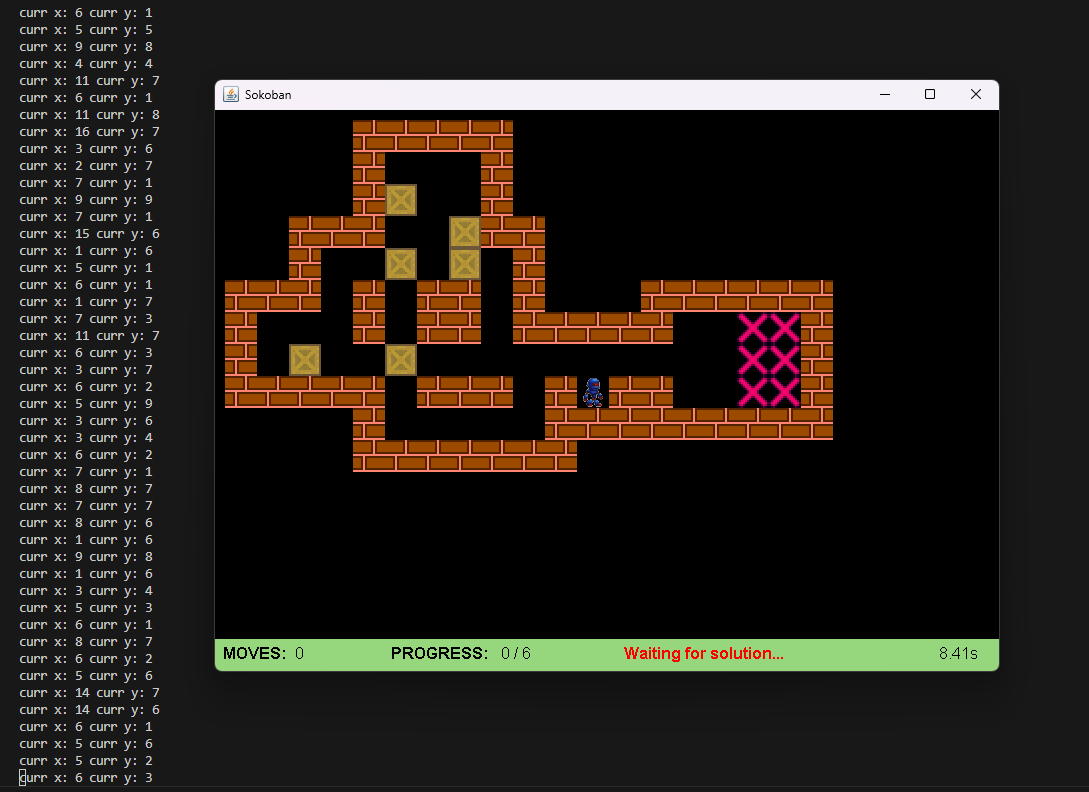 curr x: 6 curr y: 1
curr x: 5 curr y: 5
curr x: 9 curr y: 8
curr x: 4 curr y: 4
curr x: 11 curr y: 7
curr x: 6 curr y: 1
curr x: 11 curr y: 8
curr x: 16 curr y: 7
curr x: 3 curr y: 6
curr x: 2 curr y: 7
curr x: 7 curr y: 1
curr x: 9 curr y: 9
curr x: 7 curr y: 1
curr x: 15 curr y: 6
curr x: 1 curr y: 6
curr x: 5 curr y: 1
curr x: 6 curr y: 1
curr x: 1 curr y: 7
curr x: 7 curr y: 3
curr x: 11 curr y: 7
curr x: 6 curr y: 3
curr x: 3 curr y: 7
curr x: 6 curr y: 2
curr x: 5 curr y: 9
curr x: 3 curr y: 6
curr x: 3 curr y: 4
curr x: 6 curr y: 2
curr x: 7 curr y: 1
curr x: 8 curr y: 7
curr x: 7 curr y: 7
curr x: 8 curr y: 6
curr x: 1 curr y: 6
curr x: 9 curr y: 8
curr x: 1 curr y: 6
curr x: 3 curr y: 4
curr x: 5 curr y: 3
curr x: 6 curr y: 1
curr x: 8 curr y: 7
curr x: 6 curr y: 2
curr x: 5 curr y: 6
curr x: 14 curr y: 7
curr x: 14 curr y: 6
curr x: 6 curr y: 1
curr x: 5 curr y: 6
curr x: 5 curr y: 2
curr x: 6 curr y: 3
Sokoban
MOVES: 0 PROGRESS: 0 / 6 Waiting for solution... 8.41s